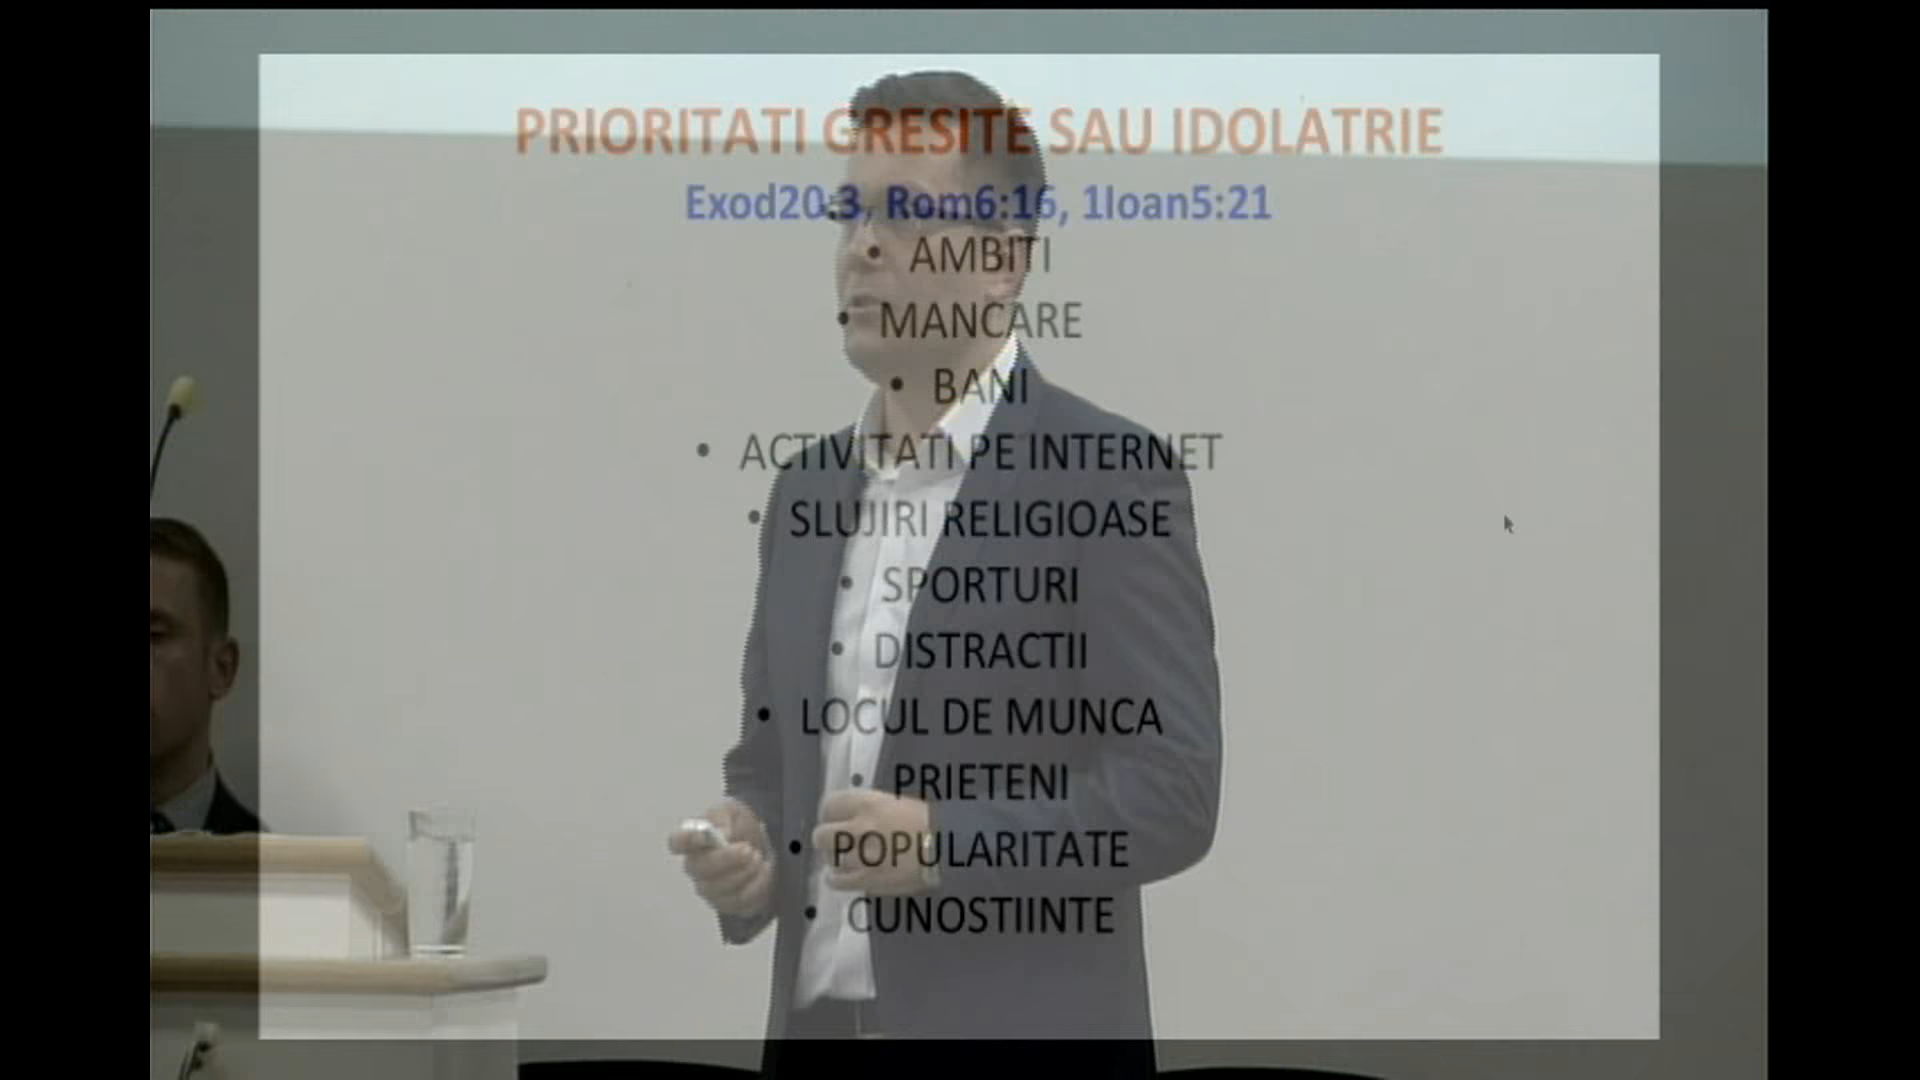 PRIORITATI GRESITE SAU IDOLATRIE
Exod20:3, Rom6:16, 1Ioan5:21
• AMBITI
• MANCARE
• BANI
• ACTIVITATI PE INTERNET
• SLUJIRI RELIGIOASE
• SPORTURI
• DISTRACTII
• LOCUL DE MUNCA
• PRIETENI
• POPULARITATE
• CUNOSTIINTE